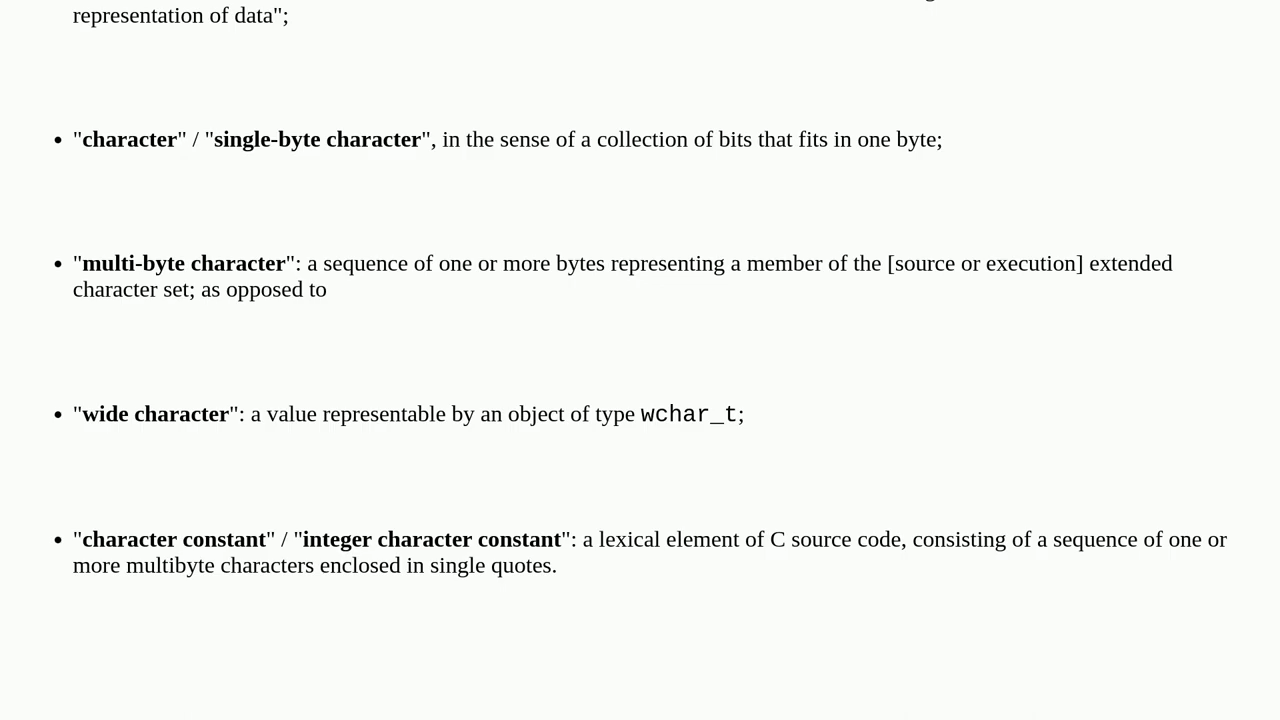 representation of data";
• "character" / "single-byte character", in the sense of a collection of bits that fits in one byte;
• "multi-byte character": a sequence of one or more bytes representing a member of the [source or execution] extended
character set; as opposed to
• "wide character": a value representable by an object of type wchar_t;
• "character constant" / "integer character constant": a lexical element of C source code, consisting of a sequence of one or
more multibyte characters enclosed in single quotes.